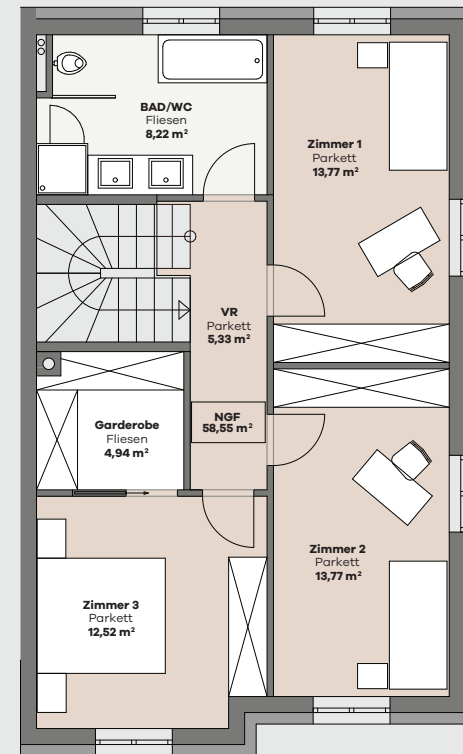 BAD/WC
Fliesen
8,22 m²
Zimmer 1
Parkett
13,77 m²
VR
Parkett
5,33 m²
NGF
58,55 m²
Garderobe
Fliesen
4,94 m²
Zimmer 2
Parkett
13,77 m²
Zimmer 3
Parkett
12,52 m²